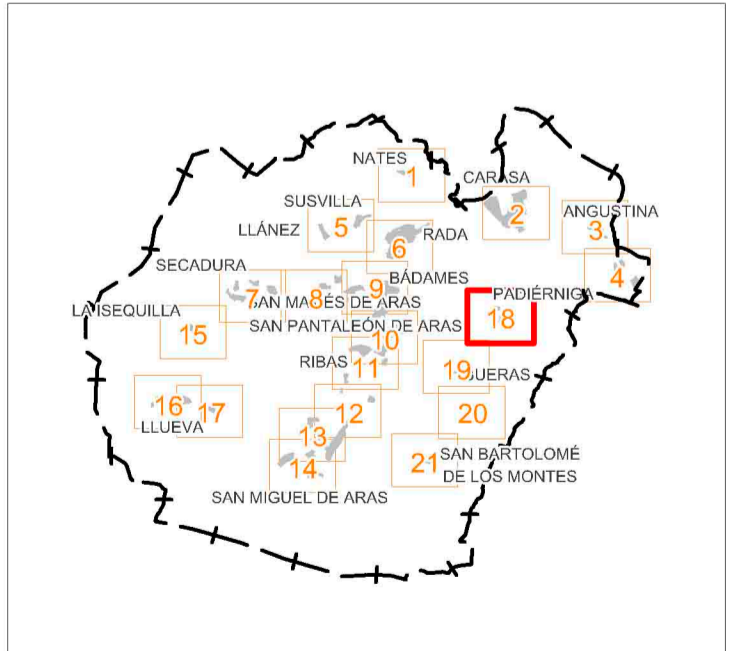 NATES
1
CARASA
2
SUSVILLA
5
LLÁNEZ
ANGUSTINA
3
RADA
6
4
SECADURA
7
BÁDAMES
8
9
SAN MAMÉS DE ARAS
PADIÉRNIGA
18
LA ISEQUILLA
15
SAN PANTALEÓN DE ARAS
10
RIBAS
11
19
BUERAS
16
17
LLUEVA
12
20
13
14
21
SAN BARTOLOMÉ
DE LOS MONTES
SAN MIGUEL DE ARAS